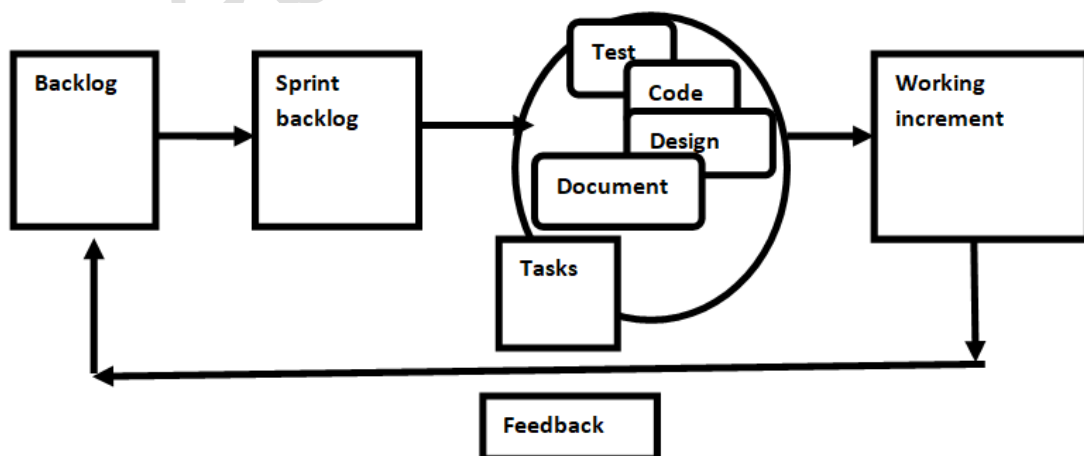 Backlog
Sprint
backlog
Test
Code
Design
Document
Tasks
Working
increment
Feedback